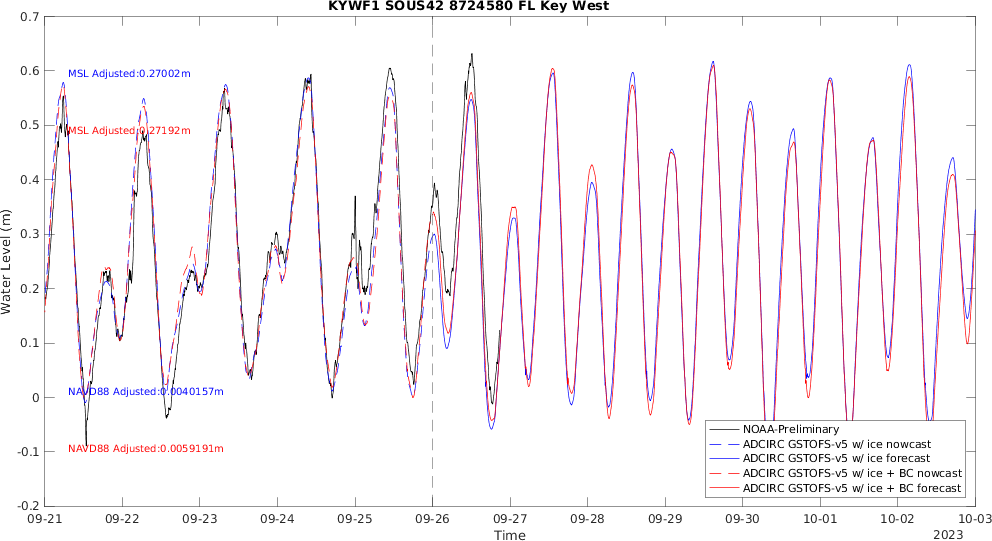 KYWF1 SOUS42 8724580 FL Key West
0.7
0.6
0.5
0.4
0.3
0.2
0.1
0
-0.1
-0.2
Water Level (m)
MSL Adjusted:0.27002m
MSL Adjusted:0.27192m
NAVD88 Adjusted:0.0040157m
NAVD88 Adjusted:0.0059191m
NOAA-Preliminary
ADCIRC GSTOFS-v5 w/ ice nowcast
ADCIRC GSTOFS-v5 w/ ice forecast
ADCIRC GSTOFS-v5 w/ ice + BC nowcast
ADCIRC GSTOFS-v5 w/ ice + BC forecast
09-21 09-22 09-23 09-24 09-25 09-26 09-27 09-28 09-29 09-30 10-01 10-02 10-03
Time
2023